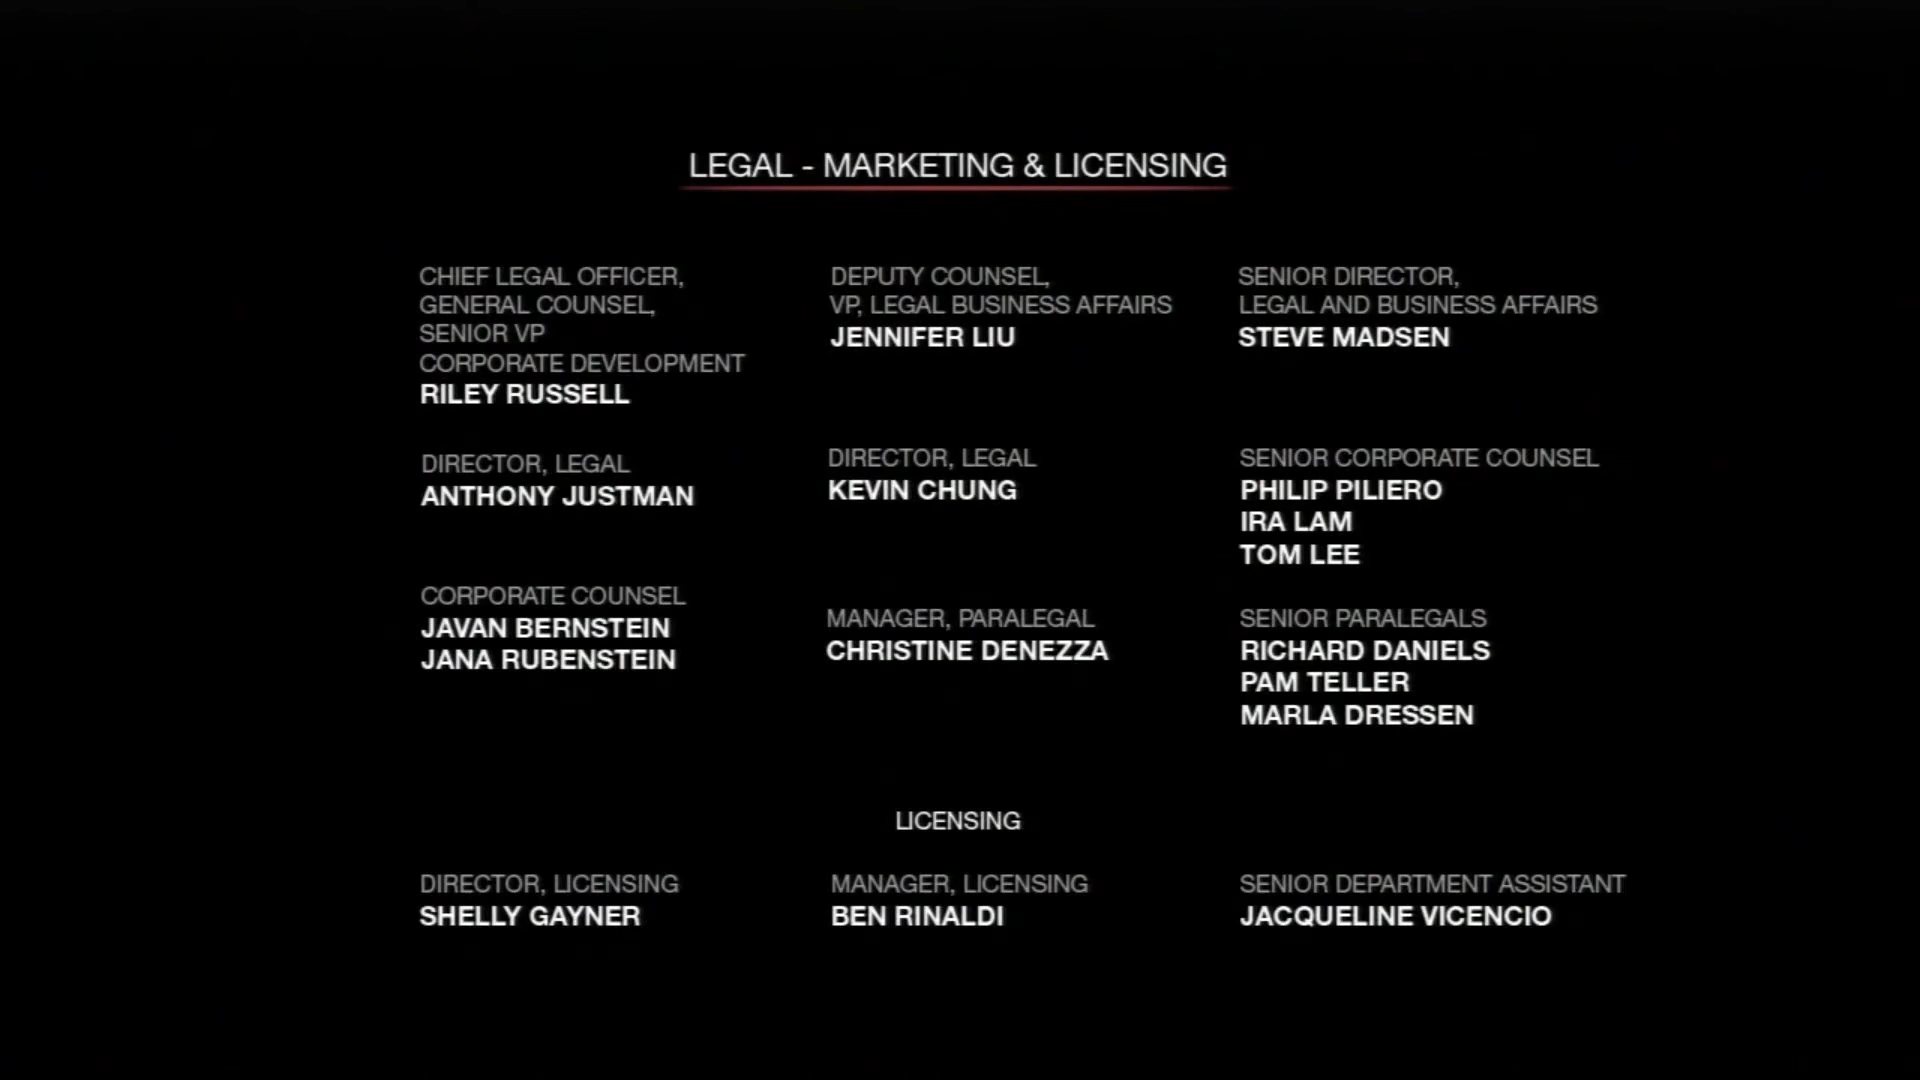 LEGAL - MARKETING & LICENSING
CHIEF LEGAL OFFICER,
GENERAL COUNSEL,
SENIOR VP
CORPORATE DEVELOPMENT
RILEY RUSSELL
DEPUTY COUNSEL,
VP, LEGAL BUSINESS AFFAIRS
JENNIFER LIU
SENIOR DIRECTOR,
LEGAL AND BUSINESS AFFAIRS
STEVE MADSEN
DIRECTOR, LEGAL
ANTHONY JUSTMAN
DIRECTOR, LEGAL
KEVIN CHUNG
SENIOR CORPORATE COUNSEL
PHILIP PILIERO
IRA LAM
TOM LEE
CORPORATE COUNSEL
JAVAN BERNSTEIN
JANA RUBENSTEIN
MANAGER, PARALEGAL
CHRISTINE DENEZZA
SENIOR PARALEGALS
RICHARD DANIELS
PAM TELLER
MARLA DRESSEN
LICENSING
DIRECTOR, LICENSING
SHELLY GAYNER
MANAGER, LICENSING
BEN RINALDI
SENIOR DEPARTMENT ASSISTANT
JACQUELINE VICENCIO